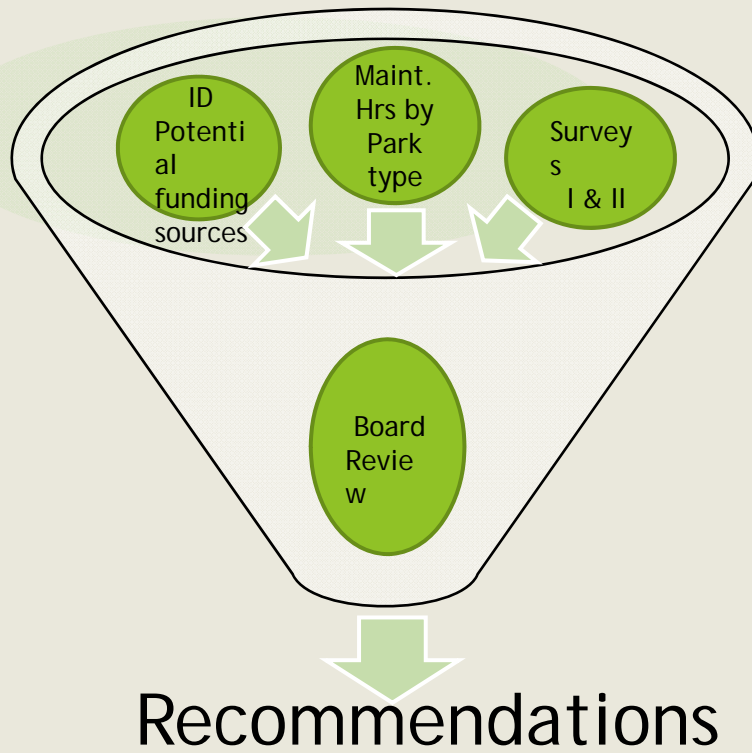 ID
Potenti
al
funding
sources
Maint.
Hrs by
Park
type
Survey
s
I & II
Board
Revie
w
Recommendations